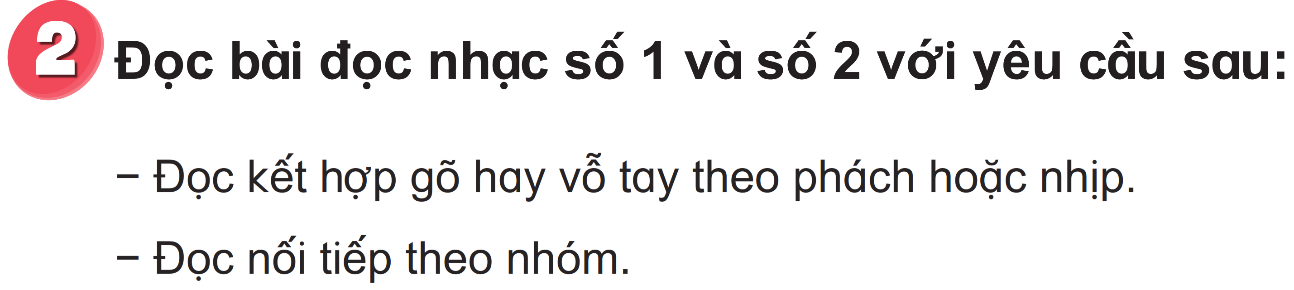 2 Đọc bài đọc nhạc số 1 và số 2 với yêu cầu sau:
– Đọc kết hợp gõ hay vỗ tay theo phách hoặc nhịp.
– Đọc nối tiếp theo nhóm.